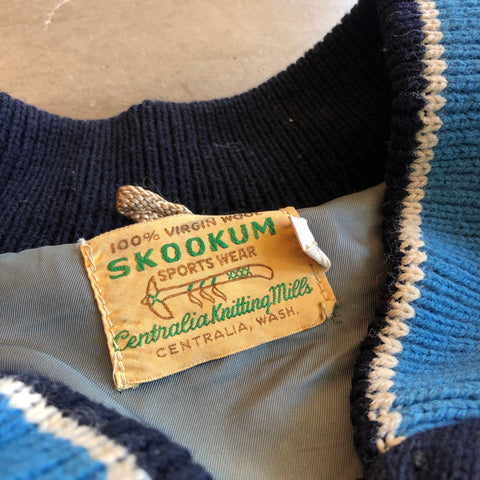 100% VIRGIN WOOL
SKOOKUM
SPORTS WEAR
Centralia Knitting Mills
CENTRALIA, WASH.